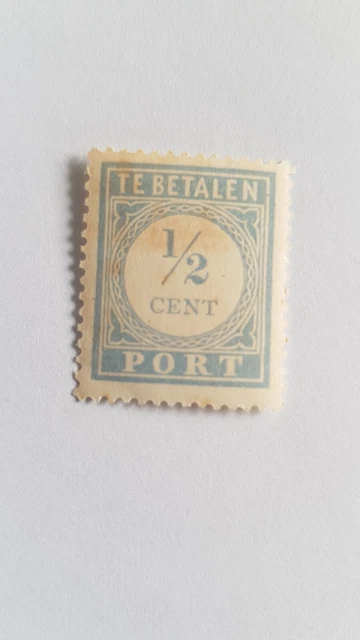 TE BETALEN
1/2
CENT
PORT